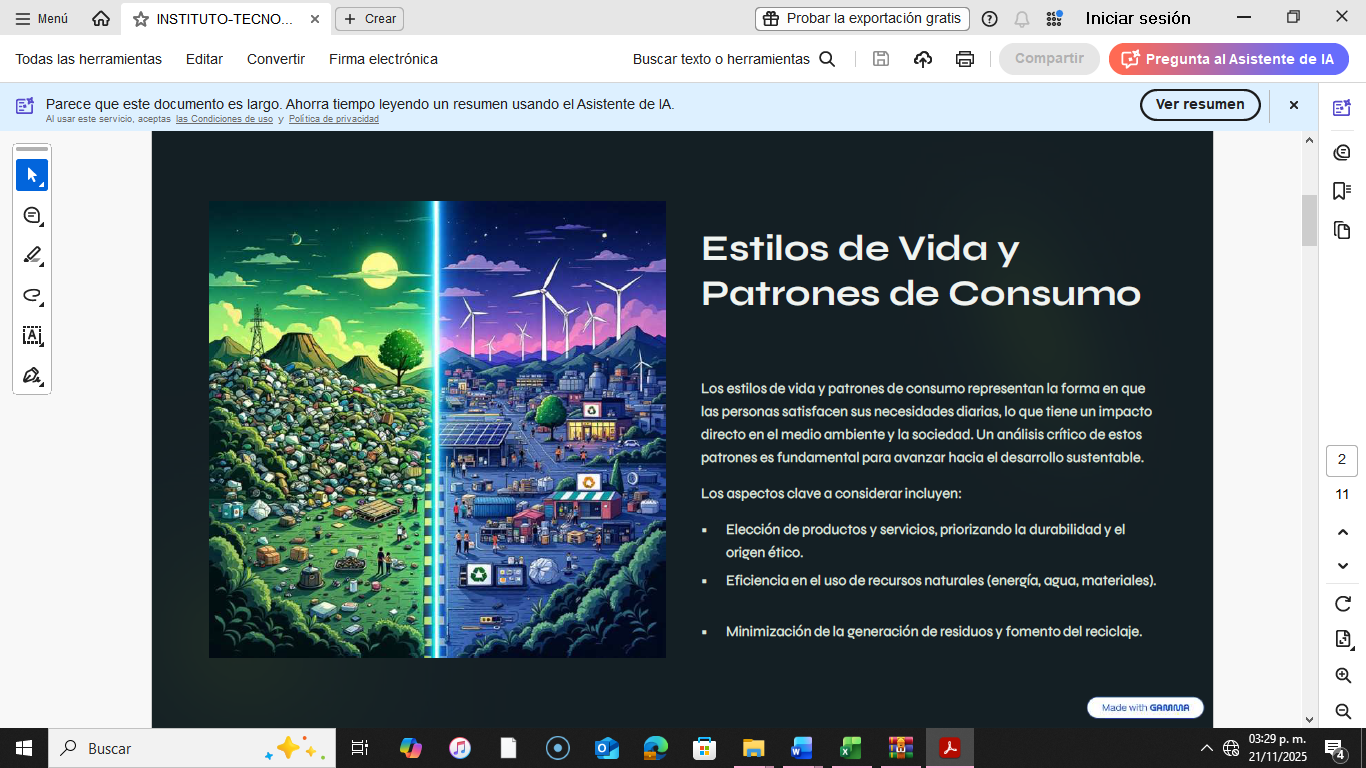 Menú
INSTITUTO-TECNO...
Crear
Probar la exportación gratis
Iniciar sesión
Todas las herramientas
Editar
Convertir
Firma electrónica
Buscar texto o herramientas
Compartir
Pregunta al Asistente de IA
Parece que este documento es largo. Ahorra tiempo leyendo un resumen usando el Asistente de IA.
Al usar este servicio, aceptas las Condiciones de uso y Política de privacidad
Ver resumen
Estilos de Vida y
Patrones de Consumo
Los estilos de vida y patrones de consumo representan la forma en que
las personas satisfacen sus necesidades diarias, lo que tiene un impacto
directo en el medio ambiente y la sociedad. Un análisis crítico de estos
patrones es fundamental para avanzar hacia el desarrollo sustentable.
Los aspectos clave a considerar incluyen:
▪ Elección de productos y servicios, priorizando la durabilidad y el
origen ético.
▪ Eficiencia en el uso de recursos naturales (energía, agua, materiales).
▪ Minimización de la generación de residuos y fomento del reciclaje.
Made with GAMMA
2
11
Buscar
03:29 p. m.
21/11/2025
4